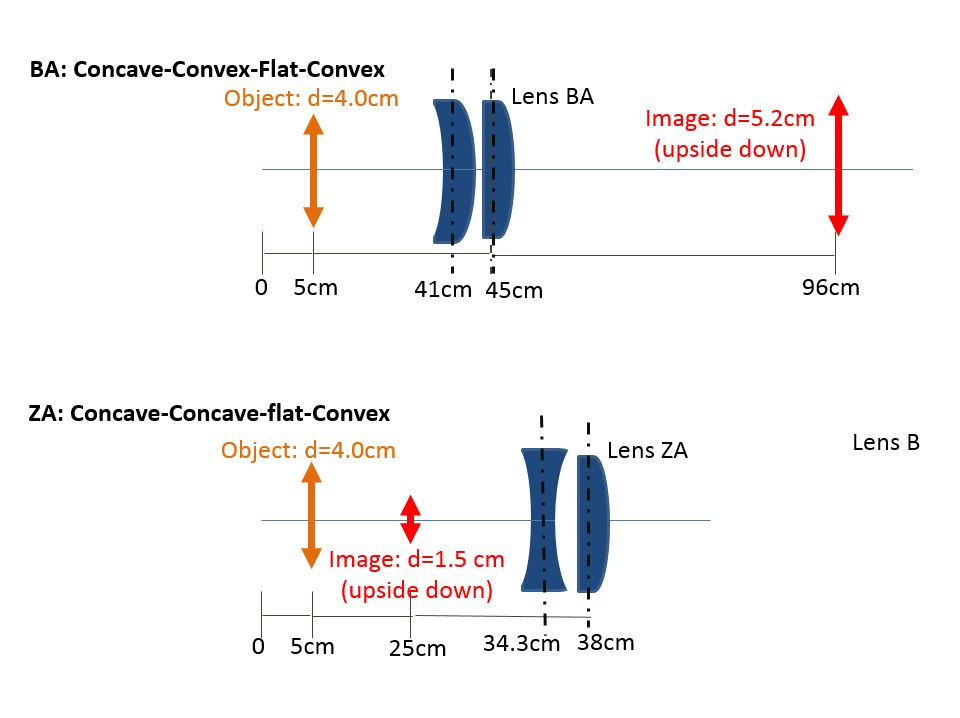 BA: Concave-Convex-Flat-Convex
Object: d=4.0cm
Lens BA
Image: d=5.2cm
(upside down)
0
5cm
41cm
45cm
96cm
ZA: Concave-Concave-flat-Convex
Object: d=4.0cm
Lens ZA
Lens B
Image: d=1.5 cm
(upside down)
0
5cm
25cm
34.3cm
38cm